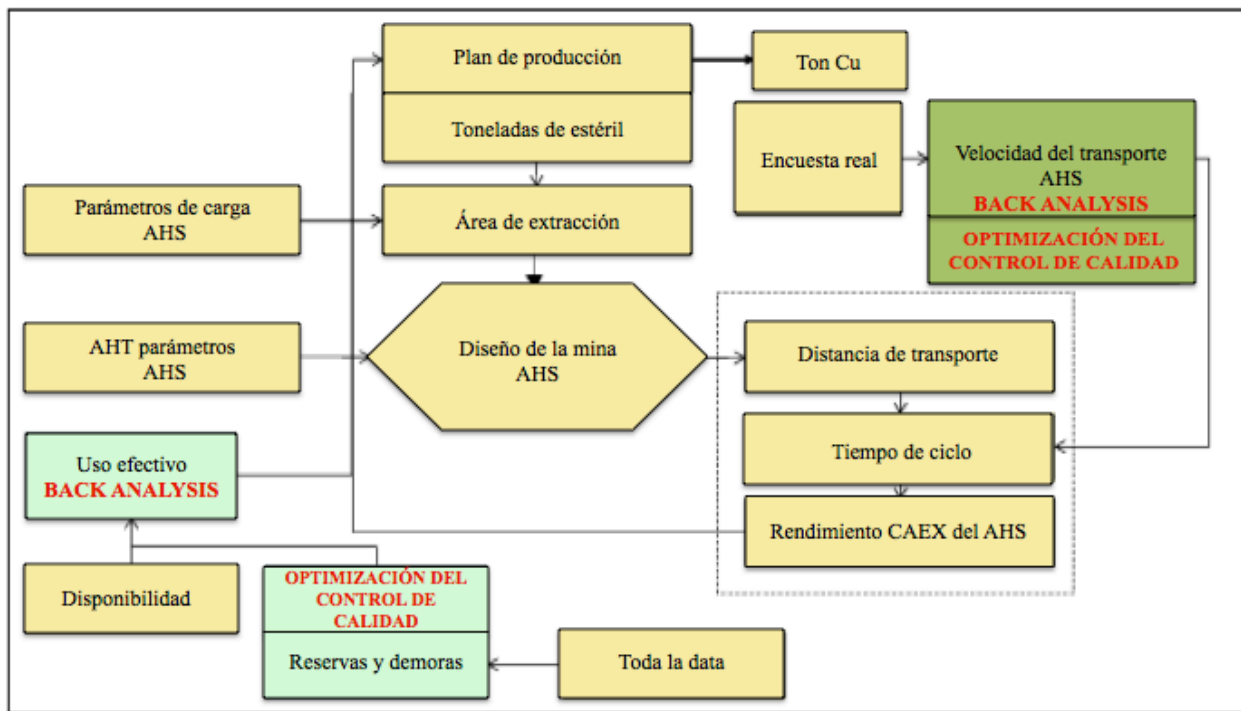 Plan de producción
Ton Cu
Toneladas de estéril
Encuesta real
Velocidad del transporte
AHS
BACK ANALYSIS
OPTIMIZACIÓN DEL
CONTROL DE CALIDAD
Parámetros de carga
AHS
Área de extracción
AHT parámetros
AHS
Diseño de la mina
AHS
Distancia de transporte
Tiempo de ciclo
Rendimiento CAEX del AHS
Uso efectivo
BACK ANALYSIS
Disponibilidad
OPTIMIZACIÓN DEL
CONTROL DE
CALIDAD
Reservas y demoras
Toda la data